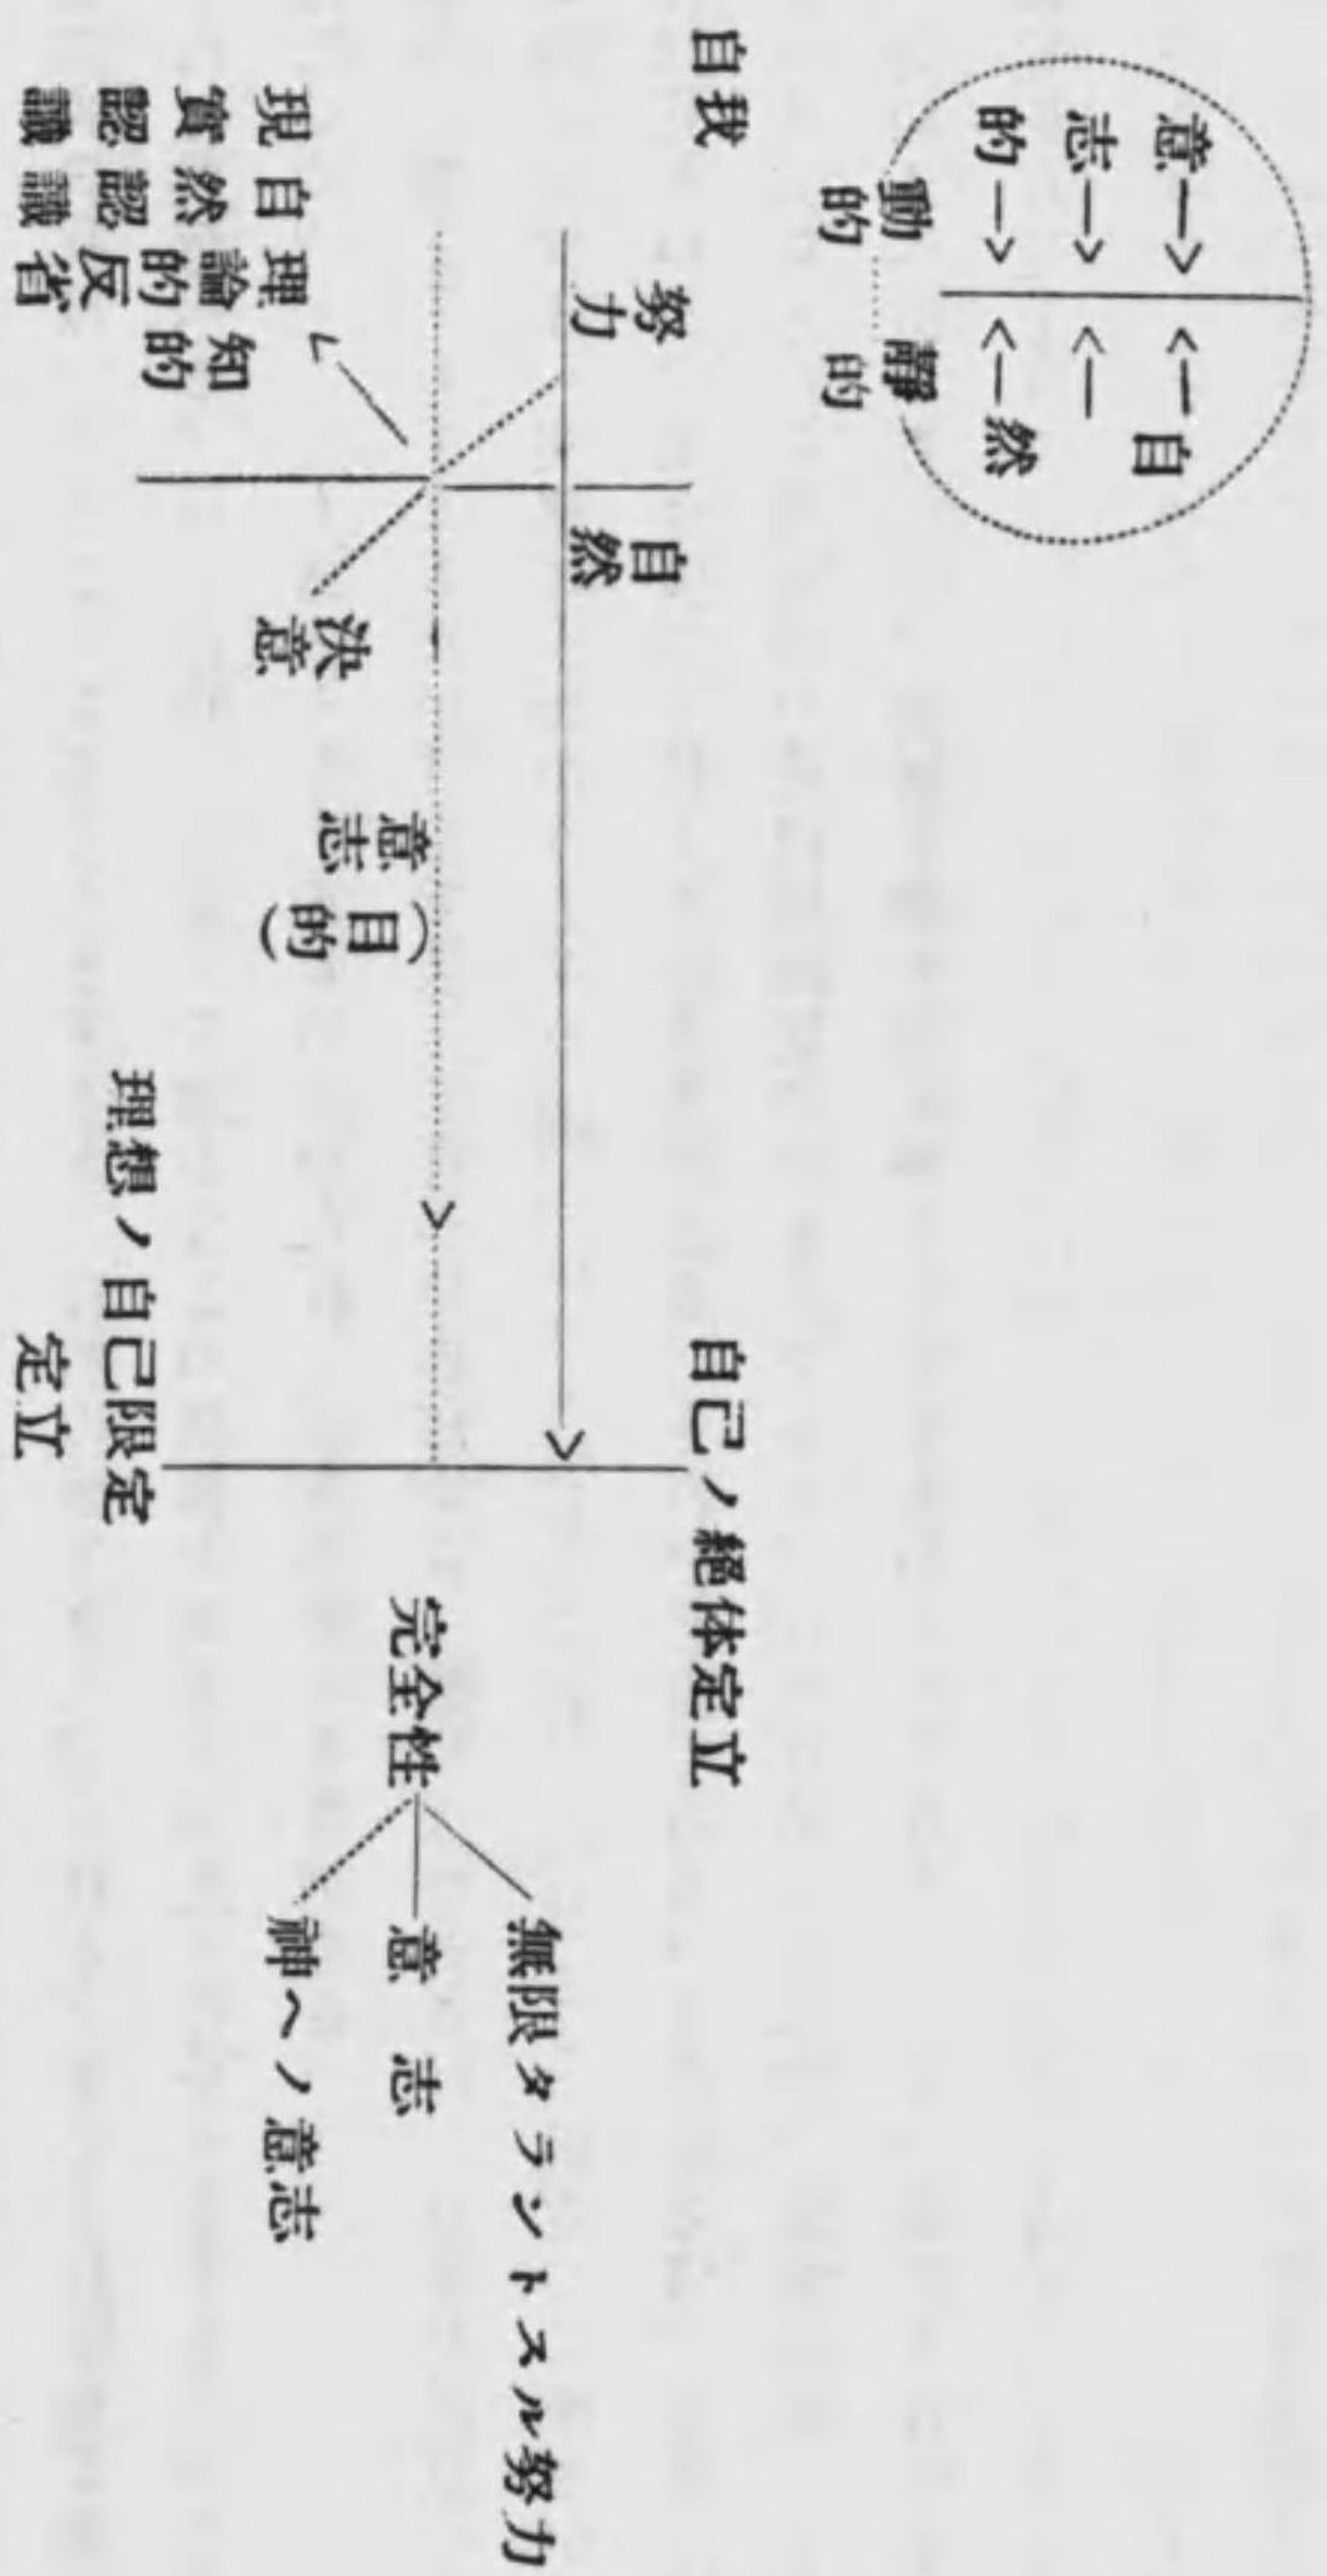 意志的
自然
動的
静的
自我
自己ノ絶体定立
努力
自然
現實認識
自然認識
理論的反省
知的
決意
意志
(目的)
理想ノ自己限定
定立
完全性
無限タラントスル努力
意志
神ヘノ意志